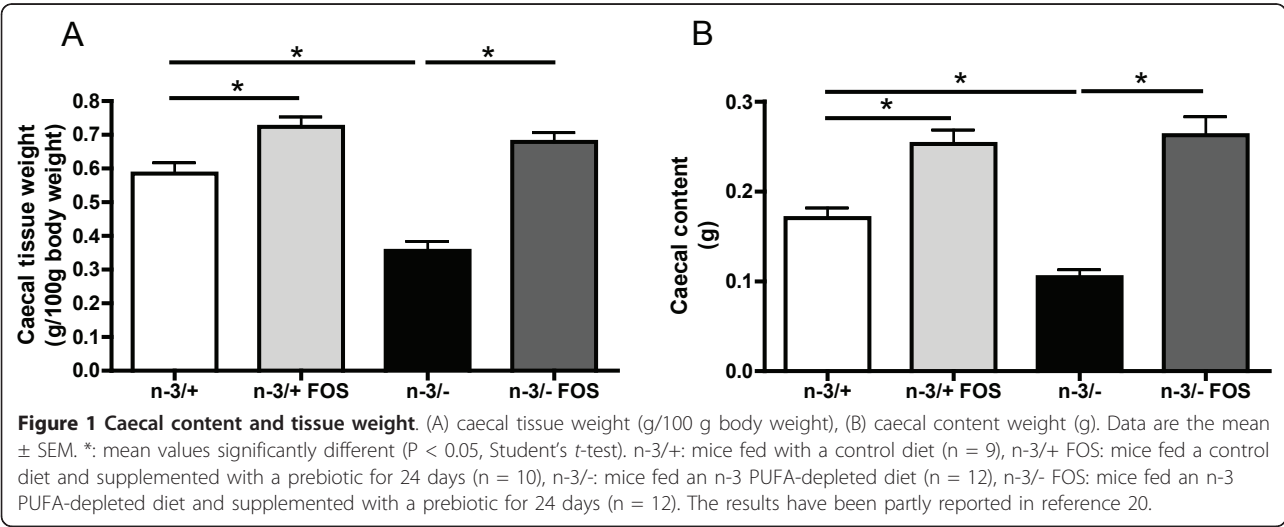 A
*
*
*
Caecal tissue weight
(g/100g body weight)
0.8
0.7
0.6
0.5
0.4
0.3
0.2
0.1
0.0
n-3/+
n-3/+ FOS
n-3/-
n-3/- FOS
B
*
*
*
Caecal content
(g)
0.3
0.2
0.1
0.0
n-3/+
n-3/+ FOS
n-3/-
n-3/- FOS
Figure 1 Caecal content and tissue weight. (A) caecal tissue weight (g/100 g body weight), (B) caecal content weight (g). Data are the mean
± SEM. *: mean values significantly different (P < 0.05, Student's t-test). n-3/+: mice fed with a control diet (n = 9), n-3/+ FOS: mice fed a control
diet and supplemented with a prebiotic for 24 days (n = 10), n-3/-: mice fed an n-3 PUFA-depleted diet (n = 12), n-3/- FOS: mice fed an n-3
PUFA-depleted diet and supplemented with a prebiotic for 24 days (n = 12). The results have been partly reported in reference 20.